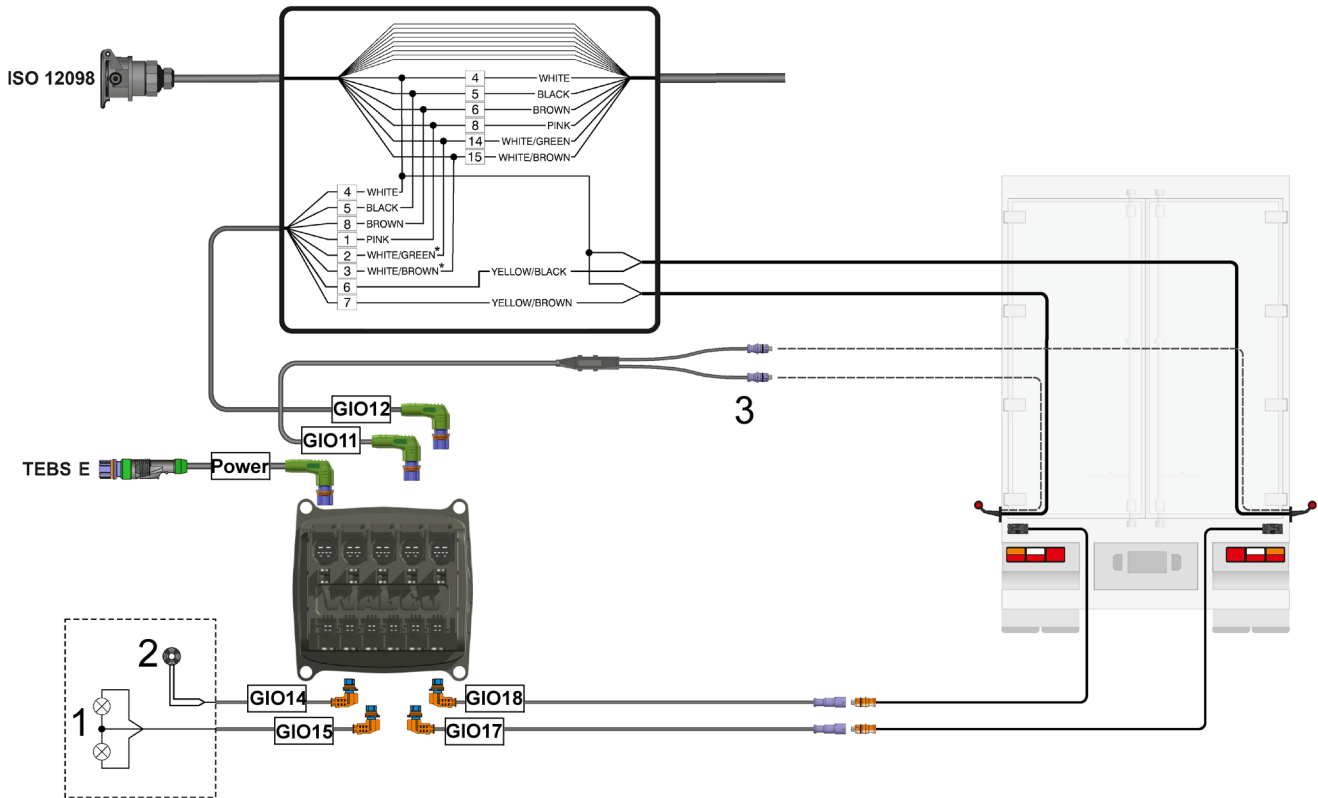 ISO 12098
4 WHITE
5 BLACK
6 BROWN
8 PINK
14 WHITE/GREEN
15 WHITE/BROWN
4 WHITE
5 BLACK
8 BROWN
1 PINK
2 WHITE/GREEN*
3 WHITE/BROWN*
6 YELLOW/BLACK
7 YELLOW/BROWN
3
GIO12
GIO11
TEBS E
Power
2
1
GIO14
GIO18
GIO15
GIO17